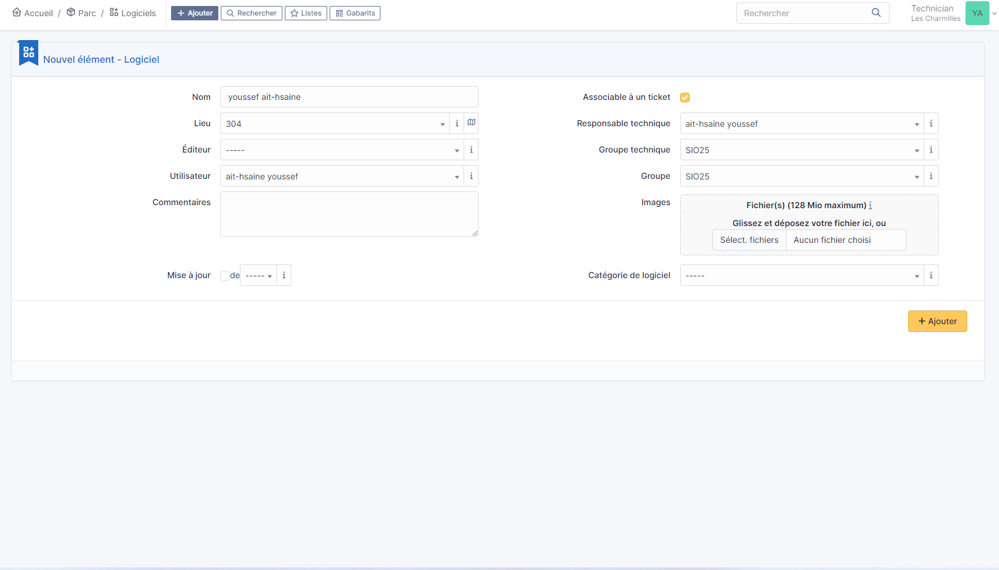 Accueil / Parc / Logiciels
+ Ajouter
Rechercher
Listes
Gabarits
Rechercher
Technician
Les Charmilles
YA
Nouvel élément - Logiciel
Nom
youssef ait-hsaine
Associable à un ticket
Lieu
304
i
Responsable technique
ait-hsaine youssef
i
Éditeur
-----
i
Groupe technique
SIO25
i
Utilisateur
ait-hsaine youssef
i
Groupe
SIO25
i
Commentaires
Images
Fichier(s) (128 Mio maximum) i
Glissez et déposez votre fichier ici, ou
Sélect. fichiers
Aucun fichier choisi
Mise à jour
de
-----
i
Catégorie de logiciel
-----
i
+ Ajouter